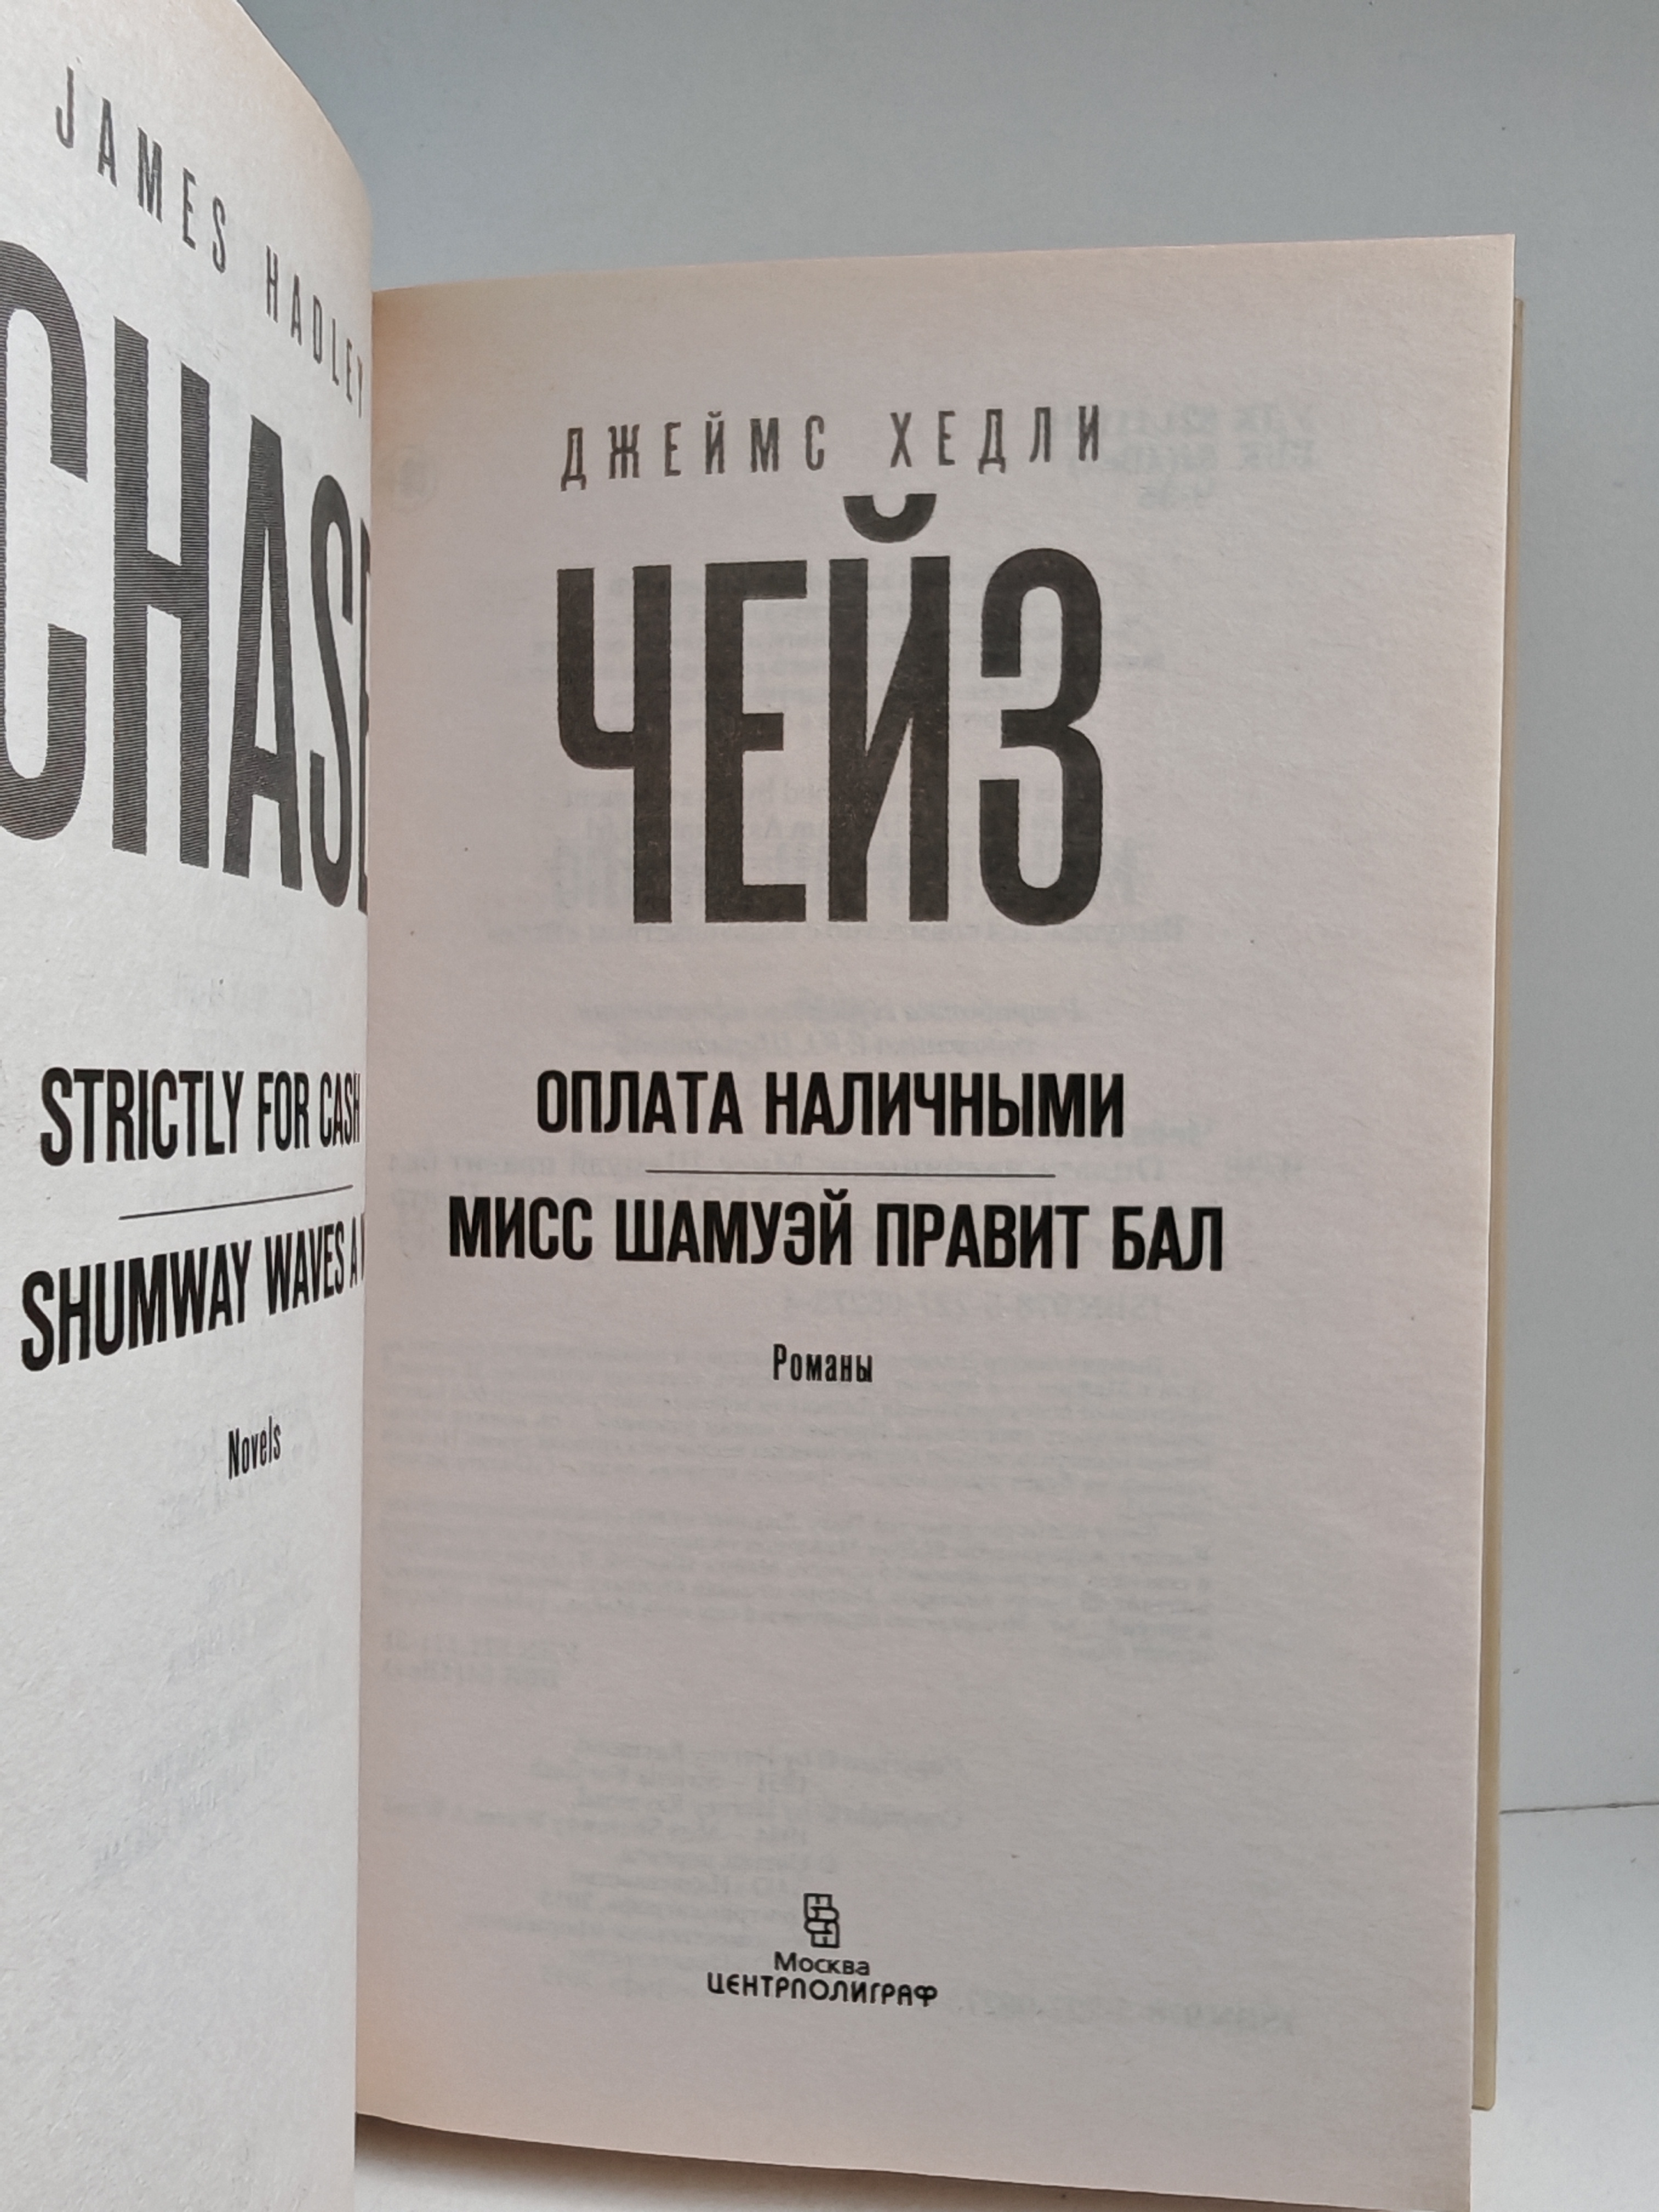 JAMES HADLEY
CHASE
STRICTLY FOR CASH
SHUMWAY WAVES A
Novels
ДЖЕЙМС ХЕДЛИ
ЧЕЙЗ
ОПЛАТА НАЛИЧНЫМИ
МИСС ШАМУЭЙ ПРАВИТ БАЛ
Романы
Москва
ЦЕНТРПОЛИГРАФ